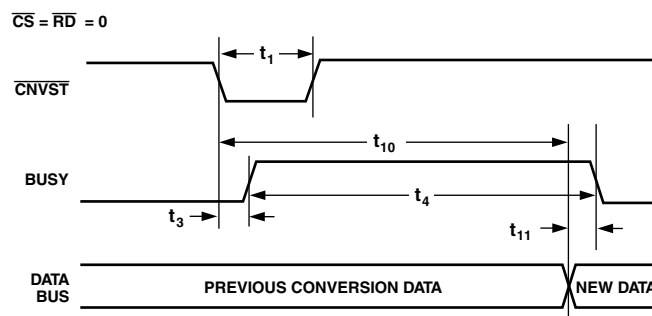 CS = RD = 0
t1
CNVST
t10
BUSY
t4
t3
t11
DATA
BUS
PREVIOUS CONVERSION DATA
NEW DATA